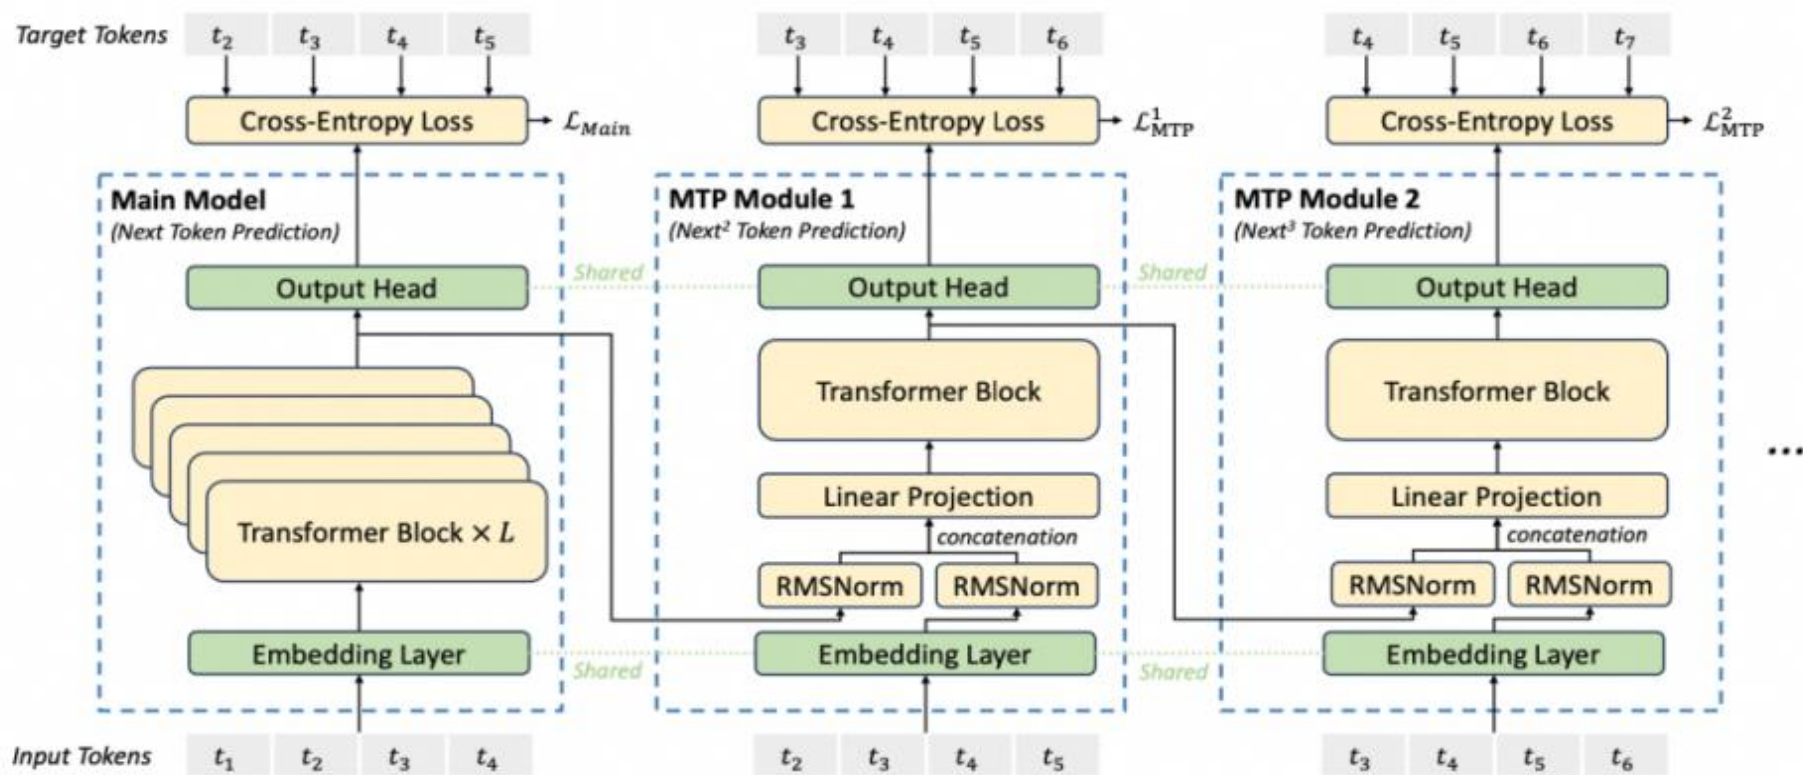 Target Tokens t₂ t₃ t₄ t₅ t₃ t₄ t₅ t₆ t₄ t₅ t₆ t₇
Cross-Entropy Loss ℒ_Main Cross-Entropy Loss ℒ¹_MTP Cross-Entropy Loss ℒ²_MTP
Main Model
(Next Token Prediction)
MTP Module 1
(Next² Token Prediction)
MTP Module 2
(Next³ Token Prediction)
Output Head Shared Output Head Shared Output Head
Transformer Block × L
Transformer Block
Transformer Block
...
Linear Projection
Linear Projection
concatenation
concatenation
RMSNorm RMSNorm
RMSNorm RMSNorm
Embedding Layer Shared Embedding Layer Shared Embedding Layer
Input Tokens t₁ t₂ t₃ t₄ t₂ t₃ t₄ t₅ t₃ t₄ t₅ t₆